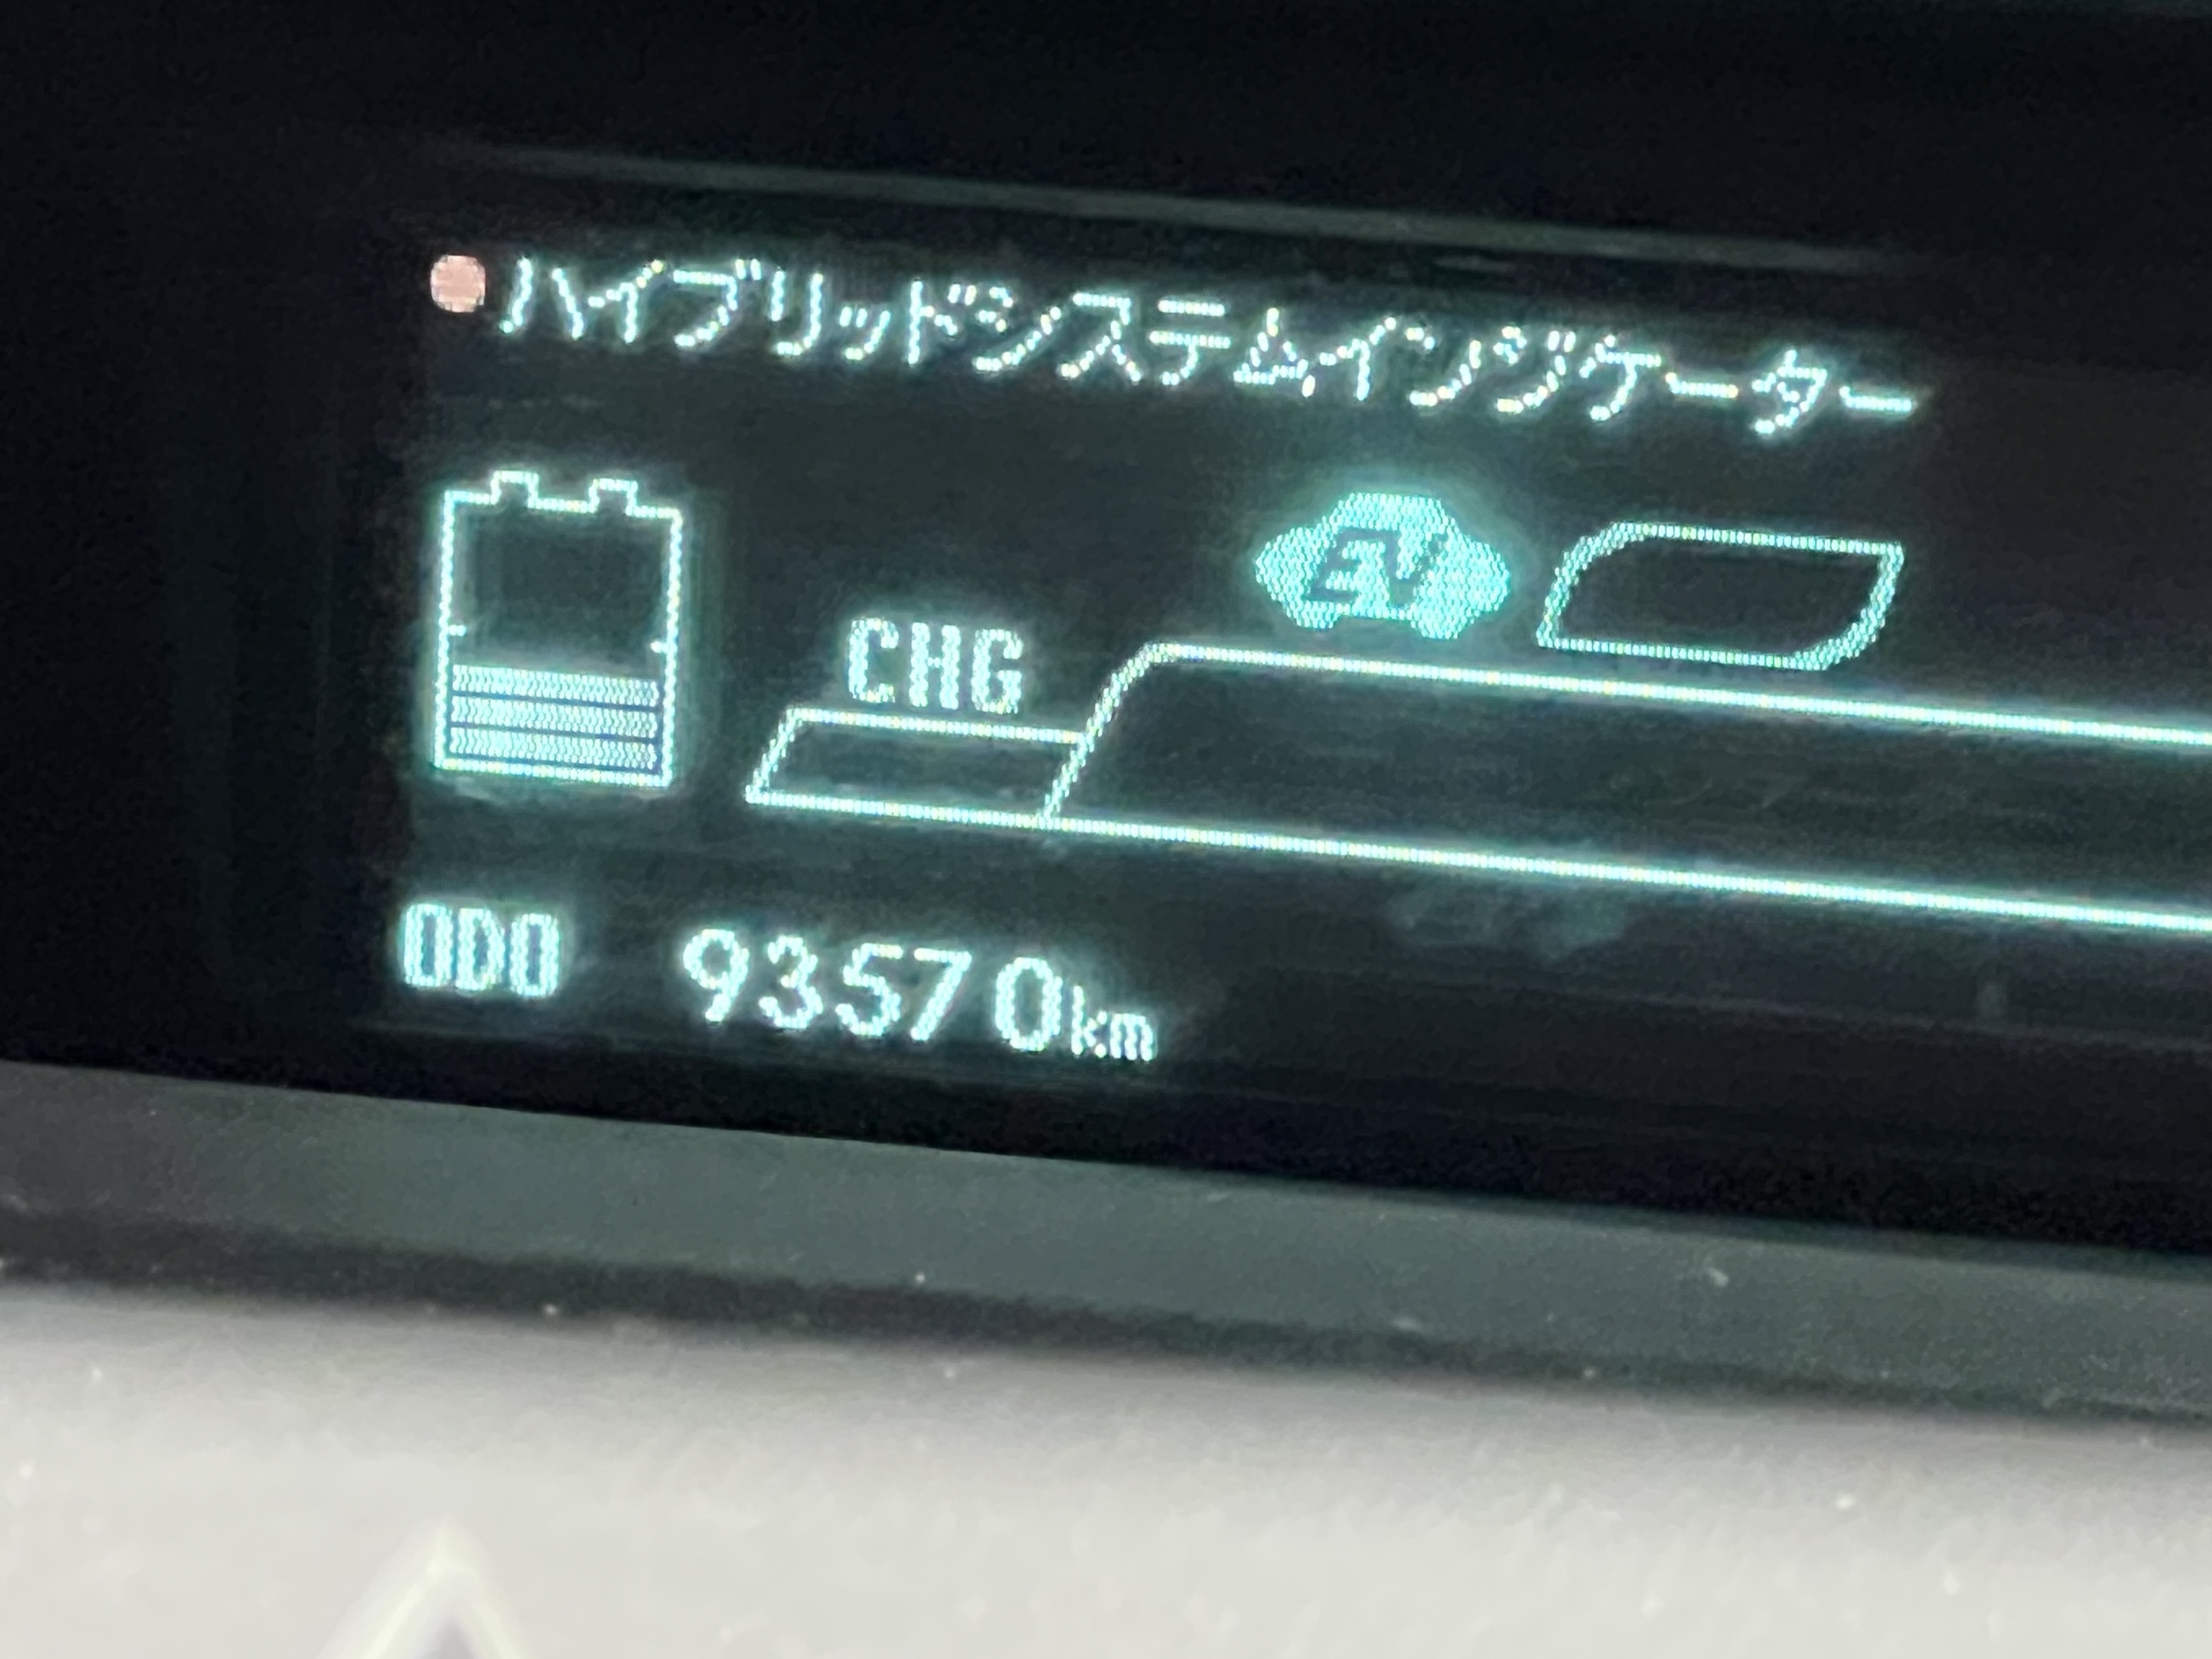 ハイブリッドシステムインジケーター
EV
CHG
ODO 93570km